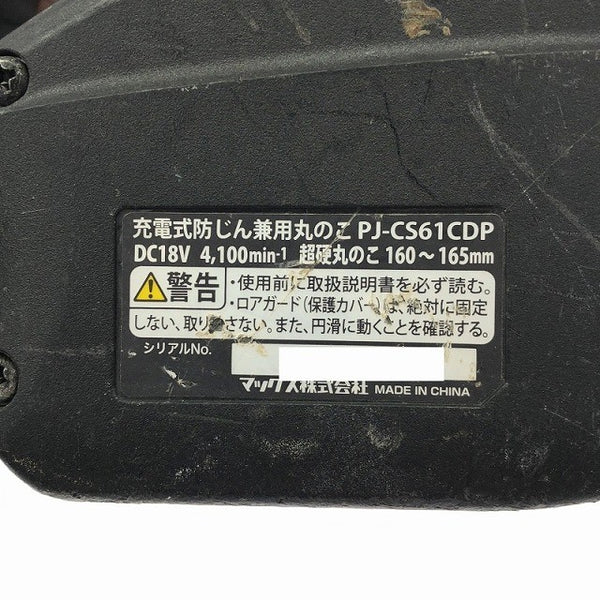 充電式防じん兼用丸のこ PJ-CS61CDP
DC18V 4,100min-1 超硬丸のこ 160～165mm
警告
・使用前に取扱説明書を必ず読む。
・ロアガード(保護カバー)は、絶対に固定
しない、取りさない。また、円滑に動くことを確認する。
シリアルNo.
マックス株式会社 MADE IN CHINA